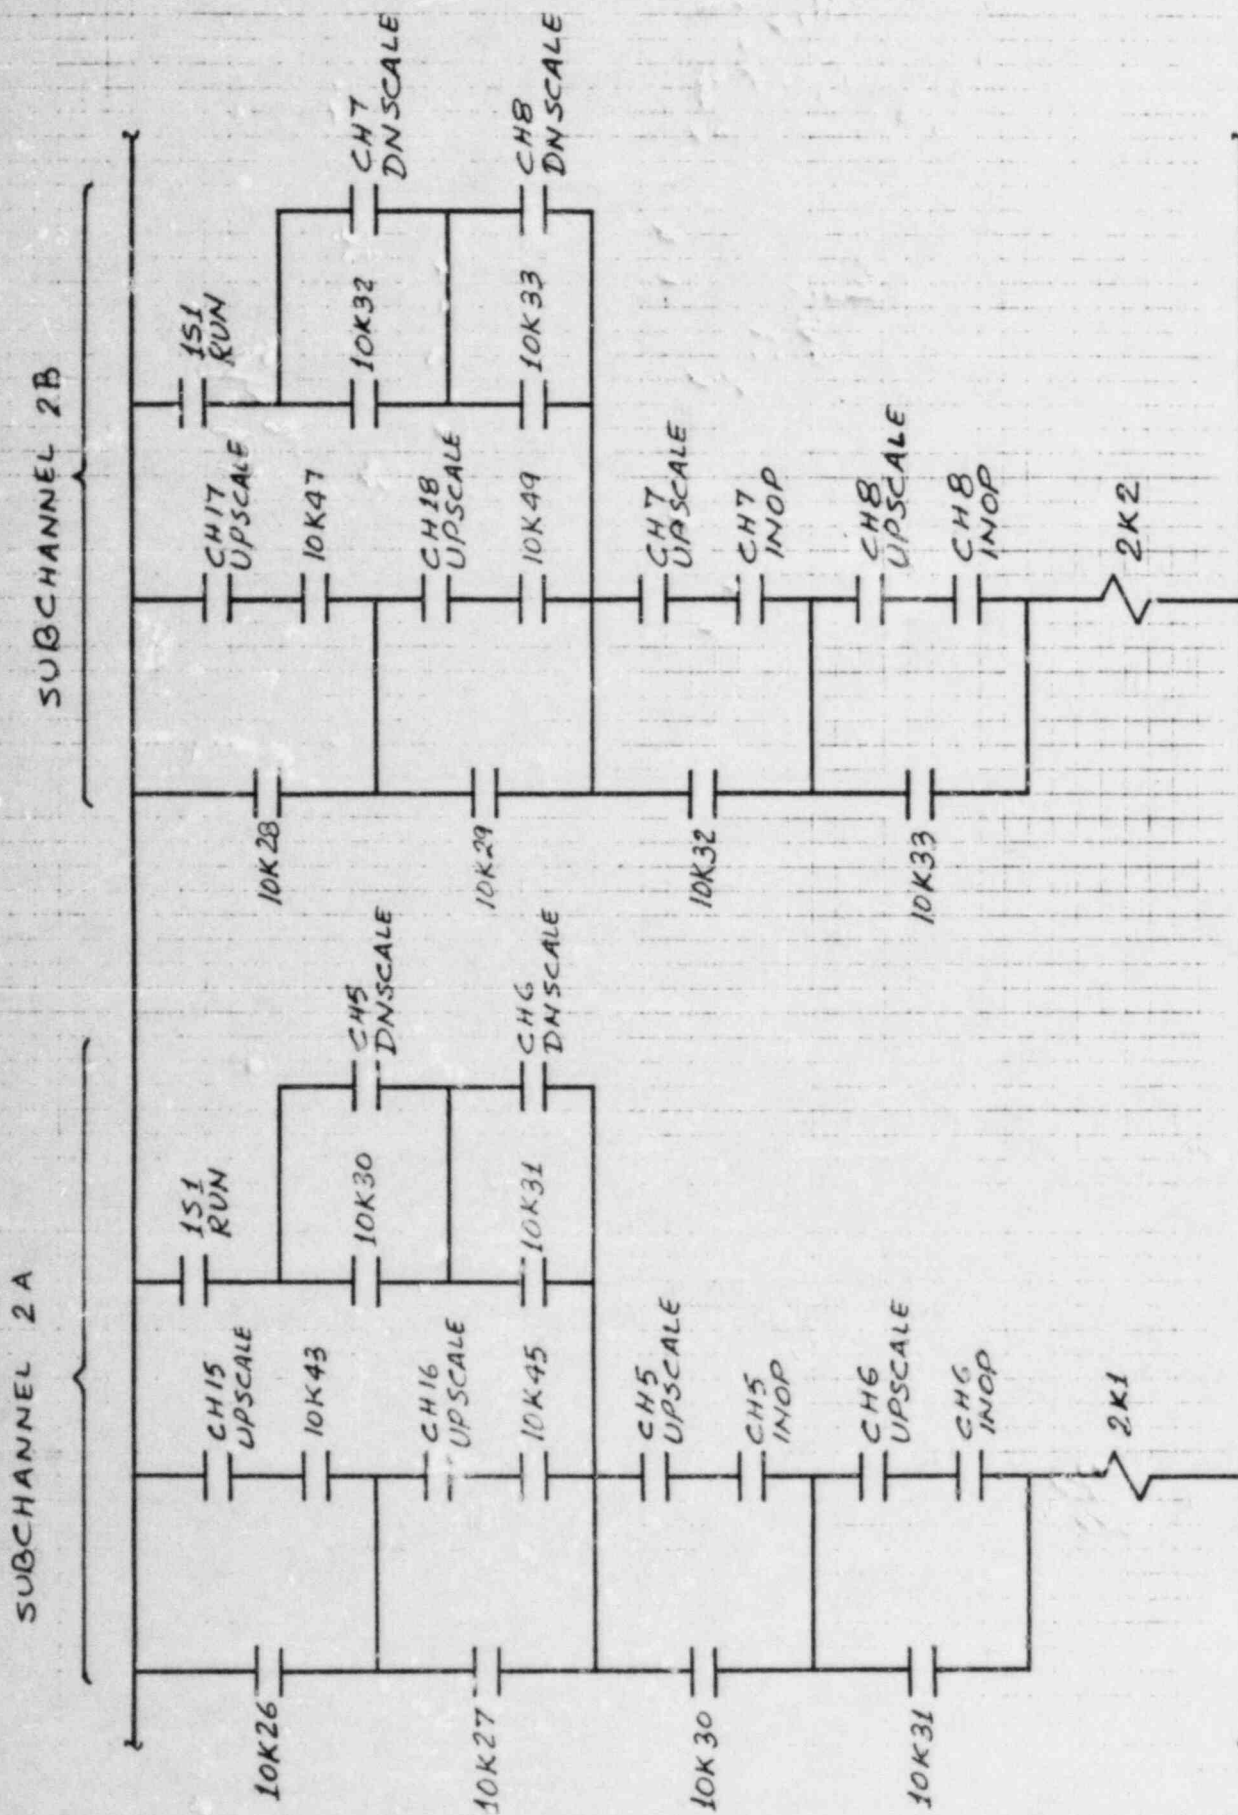 SUBCHANNEL 2A
1S1
RUN
CH15
UPSCALE
10K43
CH5
DNSCALE
10K30
10K26
CH16
UPSCALE
10K45
CH6
DNSCALE
10K31
10K27
CH5
UPSCALE
CH5
INOP
10K30
CH6
UPSCALE
CH6
INOP
10K31
2K1
SUBCHANNEL 2B
1S1
RUN
CH17
UPSCALE
10K47
CH7
DNSCALE
10K32
10K28
CH18
UPSCALE
10K49
CH8
DNSCALE
10K33
10K29
CH7
UPSCALE
CH7
INOP
10K32
CH8
UPSCALE
CH8
INOP
10K33
2K2